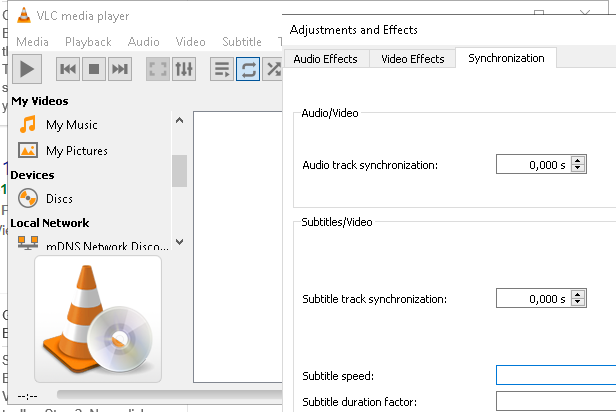 VLC media player
Media Playback Audio Video Subtitle
My Videos
My Music
My Pictures
Devices
Discs
Local Network
mDNS Network Disco...
--:--
Adjustments and Effects
Audio Effects Video Effects Synchronization
Audio/Video
Audio track synchronization: 0,000 s
Subtitles/Video
Subtitle track synchronization: 0,000 s
Subtitle speed:
Subtitle duration factor: